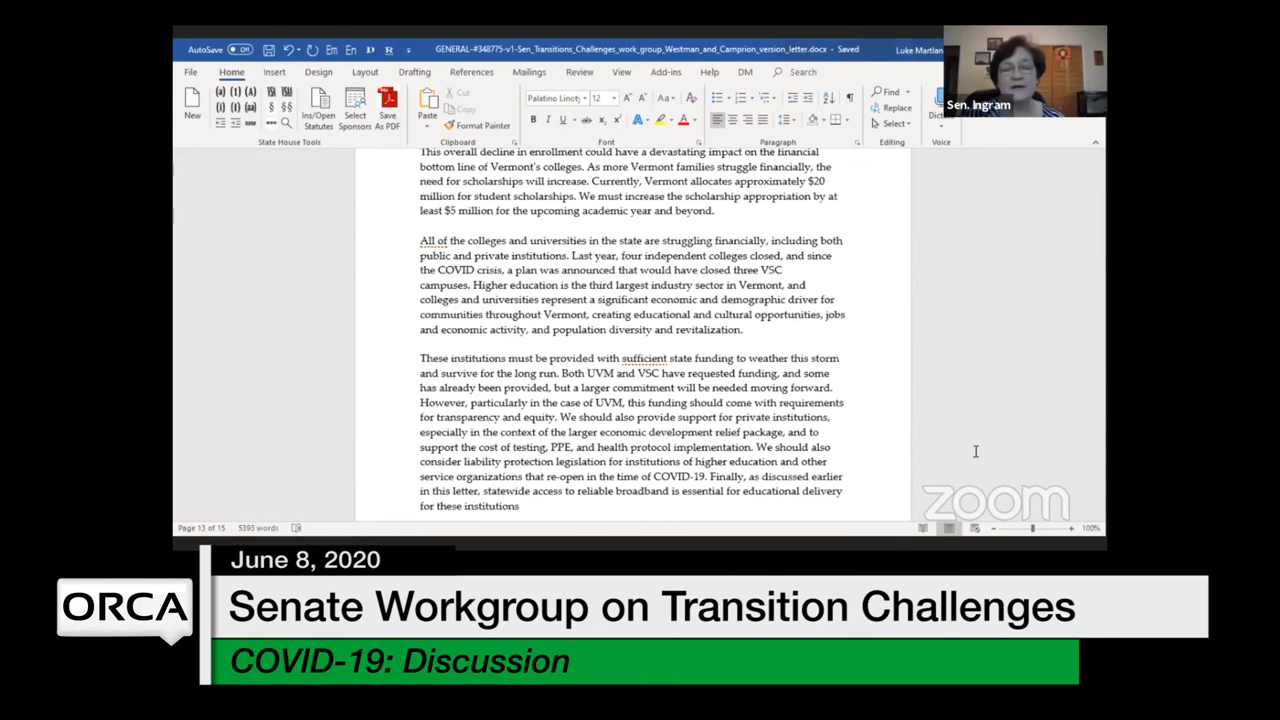 AutoSave Off
GENERAL-#348775-v1-Sen_Transitions_Challenges_work_group_Westman_and_Camprion_version_letter.docx - Saved
Luke Martland
Sen. Ingram
File Home Insert Design Layout Drafting References Mailings Review View Add-ins Help DM Search
New
Ins/Open Statutes
Select Sponsors
Save As PDF
State House Tools
Paste
Cut
Copy
Format Painter
Clipboard
Palatino Linoty 12
Font
Paragraph
Find
Replace
Select
Editing
Voice
This overall decline in enrollment could have a devastating impact on the financial
bottom line of Vermont's colleges. As more Vermont families struggle financially, the
need for scholarships will increase. Currently, Vermont allocates approximately $20
million for student scholarships. We must increase the scholarship appropriation by at
least $5 million for the upcoming academic year and beyond.
All of the colleges and universities in the state are struggling financially, including both
public and private institutions. Last year, four independent colleges closed, and since
the COVID crisis, a plan was announced that would have closed three VSC
campuses. Higher education is the third largest industry sector in Vermont, and
colleges and universities represent a significant economic and demographic driver for
communities throughout Vermont, creating educational and cultural opportunities, jobs
and economic activity, and population diversity and revitalization.
These institutions must be provided with sufficient state funding to weather this storm
and survive for the long run. Both UVM and VSC have requested funding, and some
has already been provided, but a larger commitment will be needed moving forward.
However, particularly in the case of UVM, this funding should come with requirements
for transparency and equity. We should also provide support for private institutions,
especially in the context of the larger economic development relief package, and to
support the cost of testing, PPE, and health protocol implementation. We should also
consider liability protection legislation for institutions of higher education and other
service organizations that re-open in the time of COVID-19. Finally, as discussed earlier
in this letter, statewide access to reliable broadband is essential for educational delivery
for these institutions
zoom
Page 13 of 15 5393 words
100%
June 8, 2020
ORCA
Senate Workgroup on Transition Challenges
COVID-19: Discussion